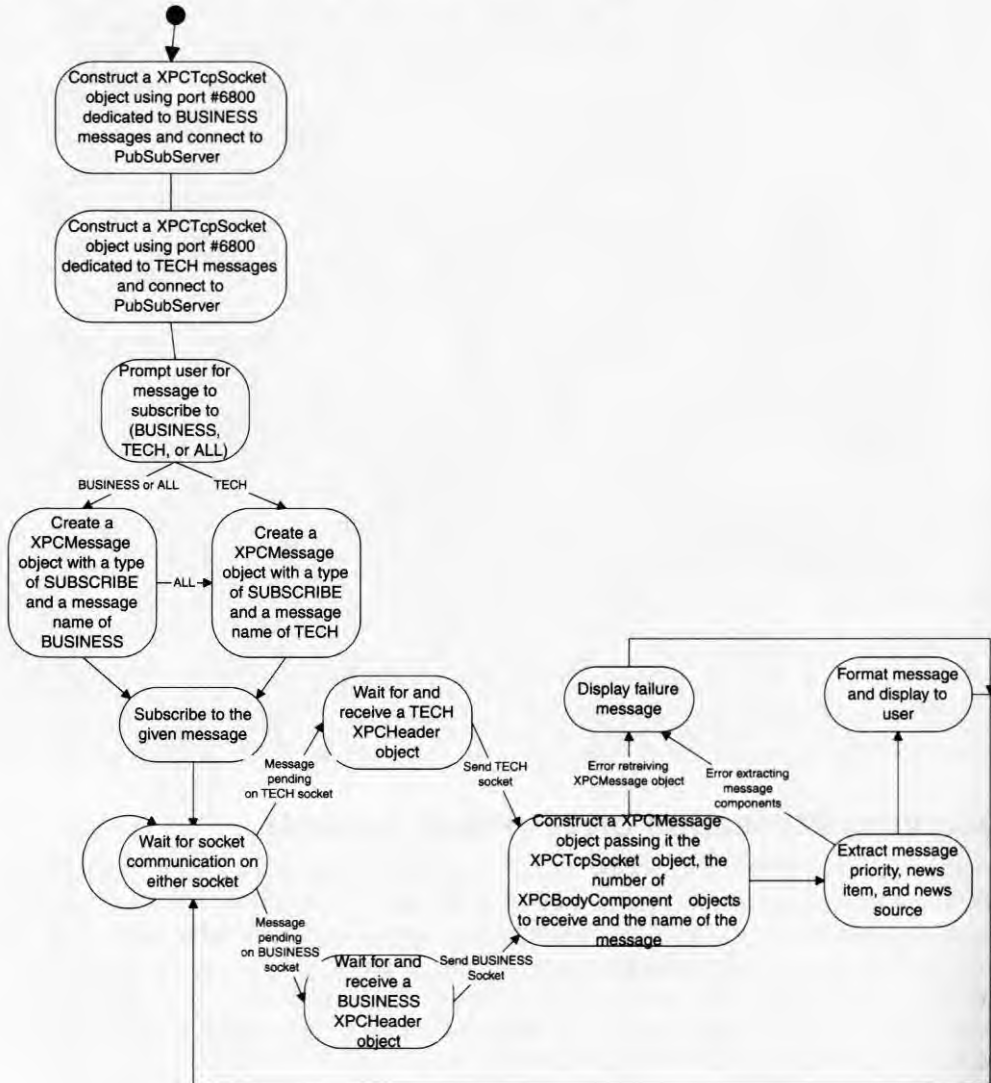 Construct a XPCTcpSocket
object using port #6800
dedicated to BUSINESS
messages and connect to
PubSubServer
Construct a XPCTcpSocket
object using port #6800
dedicated to TECH messages
and connect to
PubSubServer
Prompt user for
message to
subscribe to
(BUSINESS,
TECH, or ALL)
BUSINESS or ALL
TECH
Create a
XPCMessage
object with a type
of SUBSCRIBE
and a message
name of
BUSINESS
ALL
Create a
XPCMessage
object with a type
of SUBSCRIBE
and a message
name of TECH
Subscribe to the
given message
Wait for socket
communication on
either socket
Message
pending
on TECH socket
Wait for and
receive a TECH
XPCHeader
object
Send TECH
socket
Message
pending
on BUSINESS
socket
Wait for and
receive a
BUSINESS
XPCHeader
object
Send BUSINESS
Socket
Construct a XPCMessage
object passing it the
XPCTcpSocket object, the
number of
XPCBodyComponent objects
to receive and the name of the
message
Error retreiving
XPCMessage object
Display failure
message
Error extracting
message
components
Extract message
priority, news
item, and news
source
Format message
and display to
user